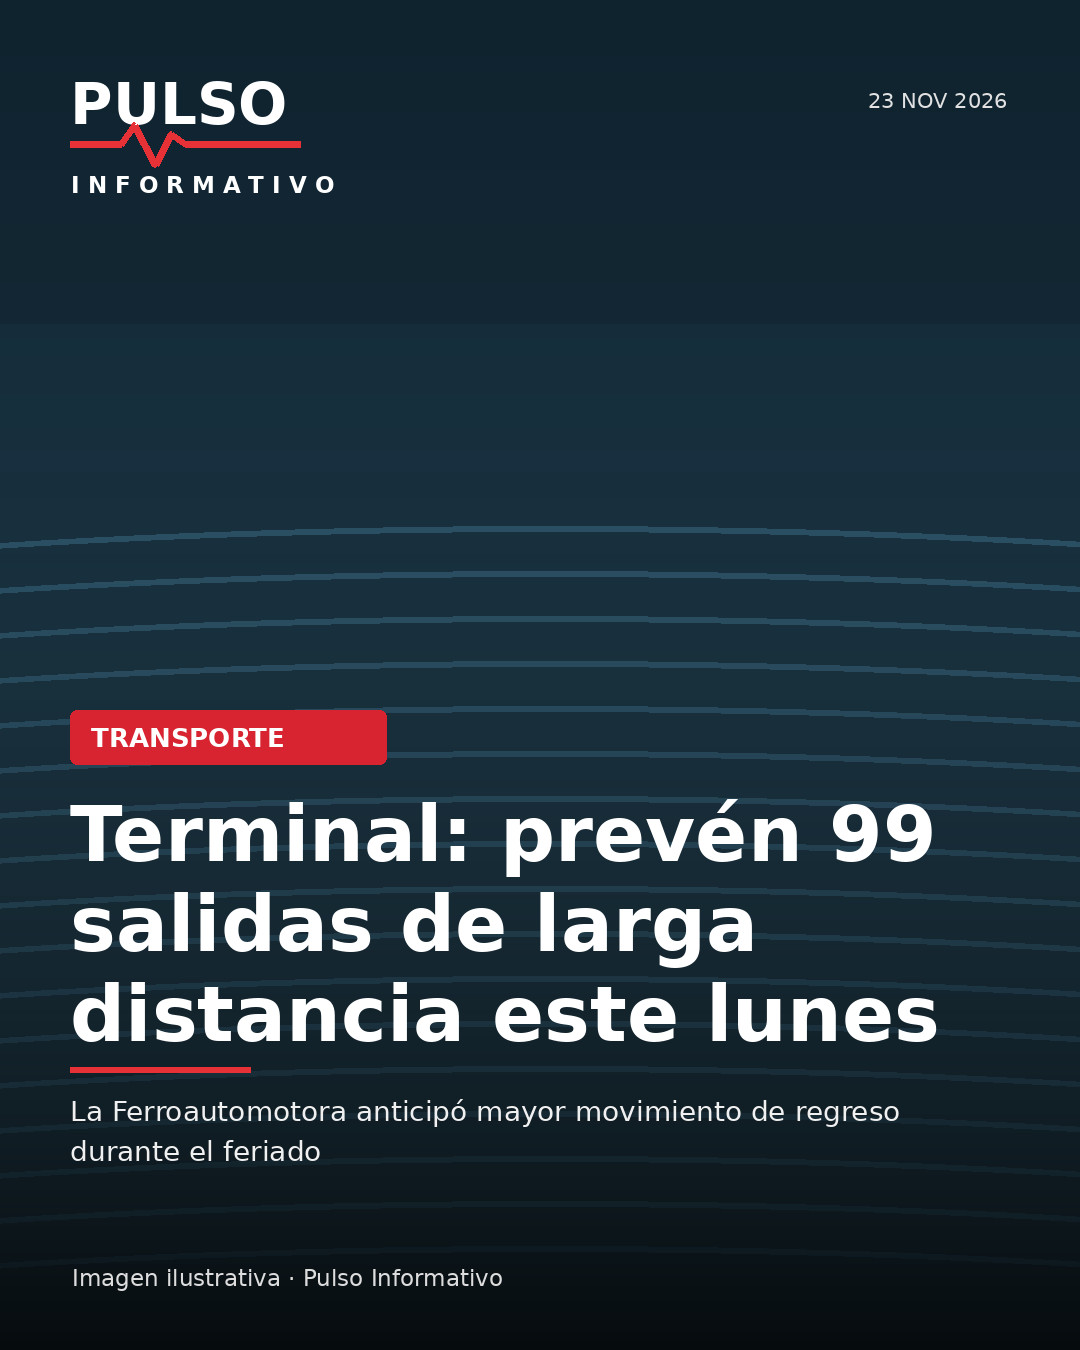 PULSO
INFORMATIVO
23 NOV 2026
TRANSPORTE
Terminal: prevén 99
salidas de larga
distancia este lunes
La Ferroautomotora anticipó mayor movimiento de regreso
durante el feriado
Imagen ilustrativa · Pulso Informativo